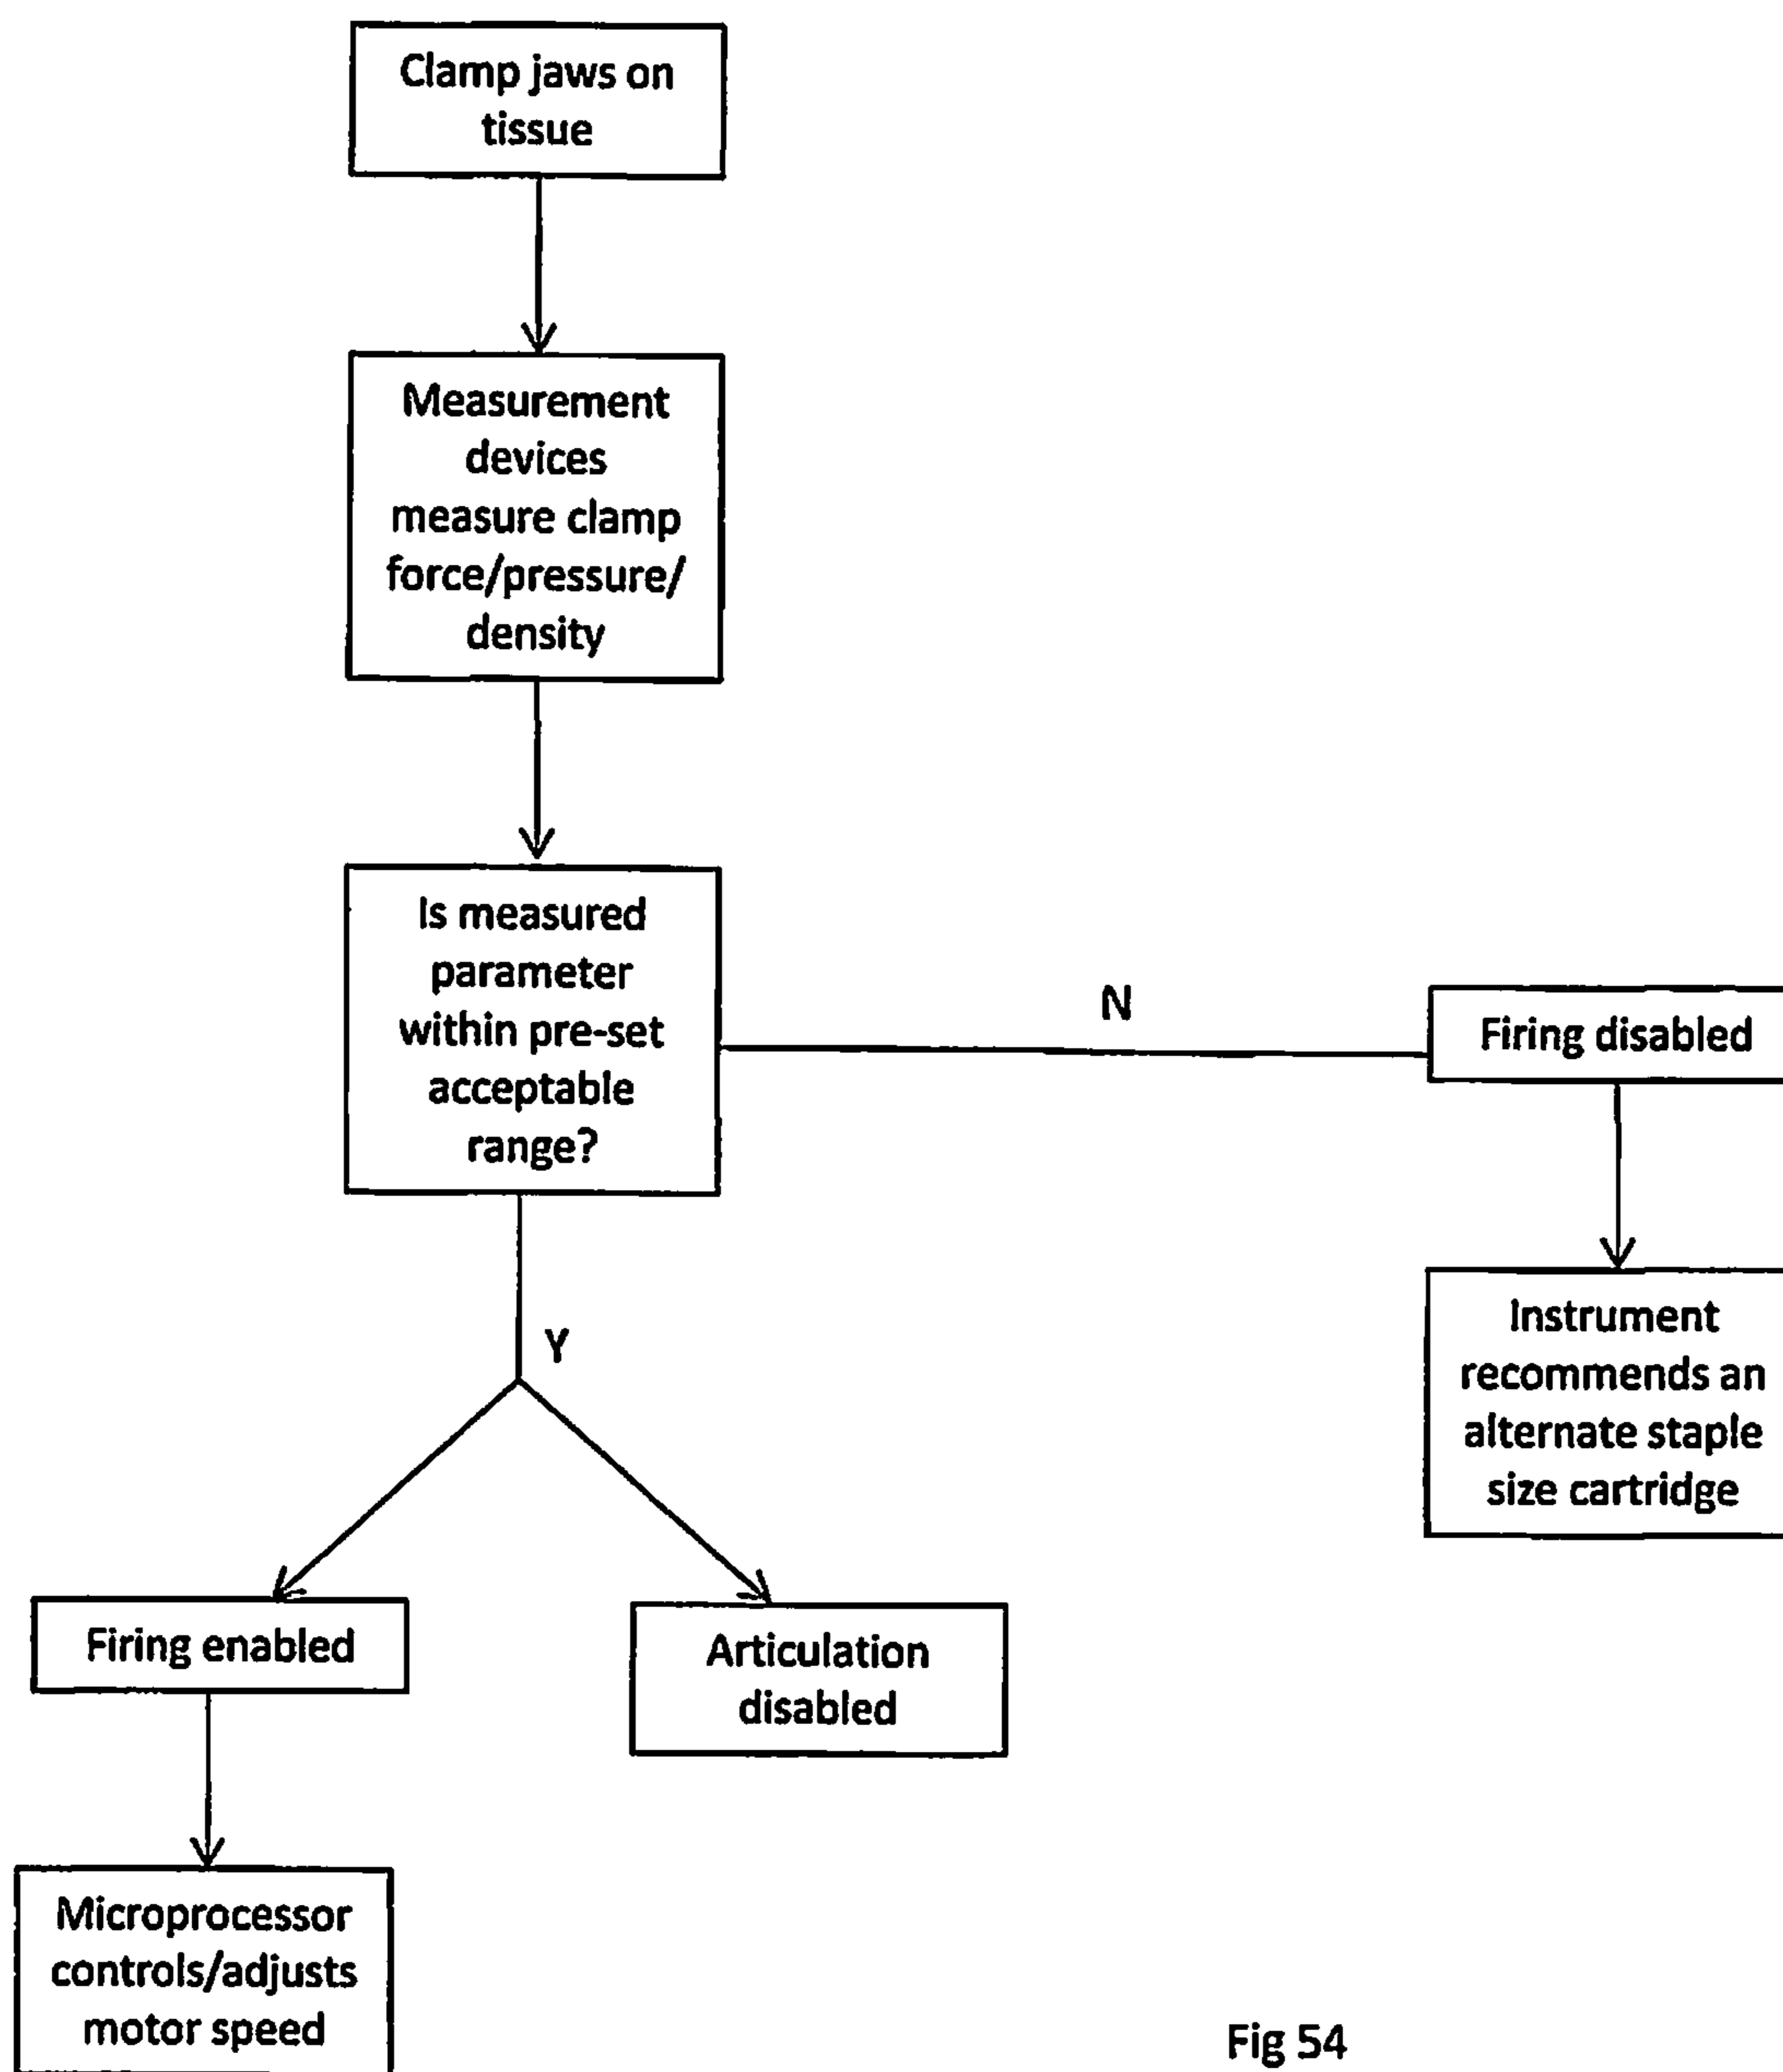 Clamp jaws on
tissue
Measurement
devices
measure clamp
force/pressure/
density
Is measured
parameter
within pre-set
acceptable
range?
N
Firing disabled
Instrument
recommends an
alternate staple
size cartridge
Y
Firing enabled
Articulation
disabled
Microprocessor
controls/adjusts
motor speed
Fig 54